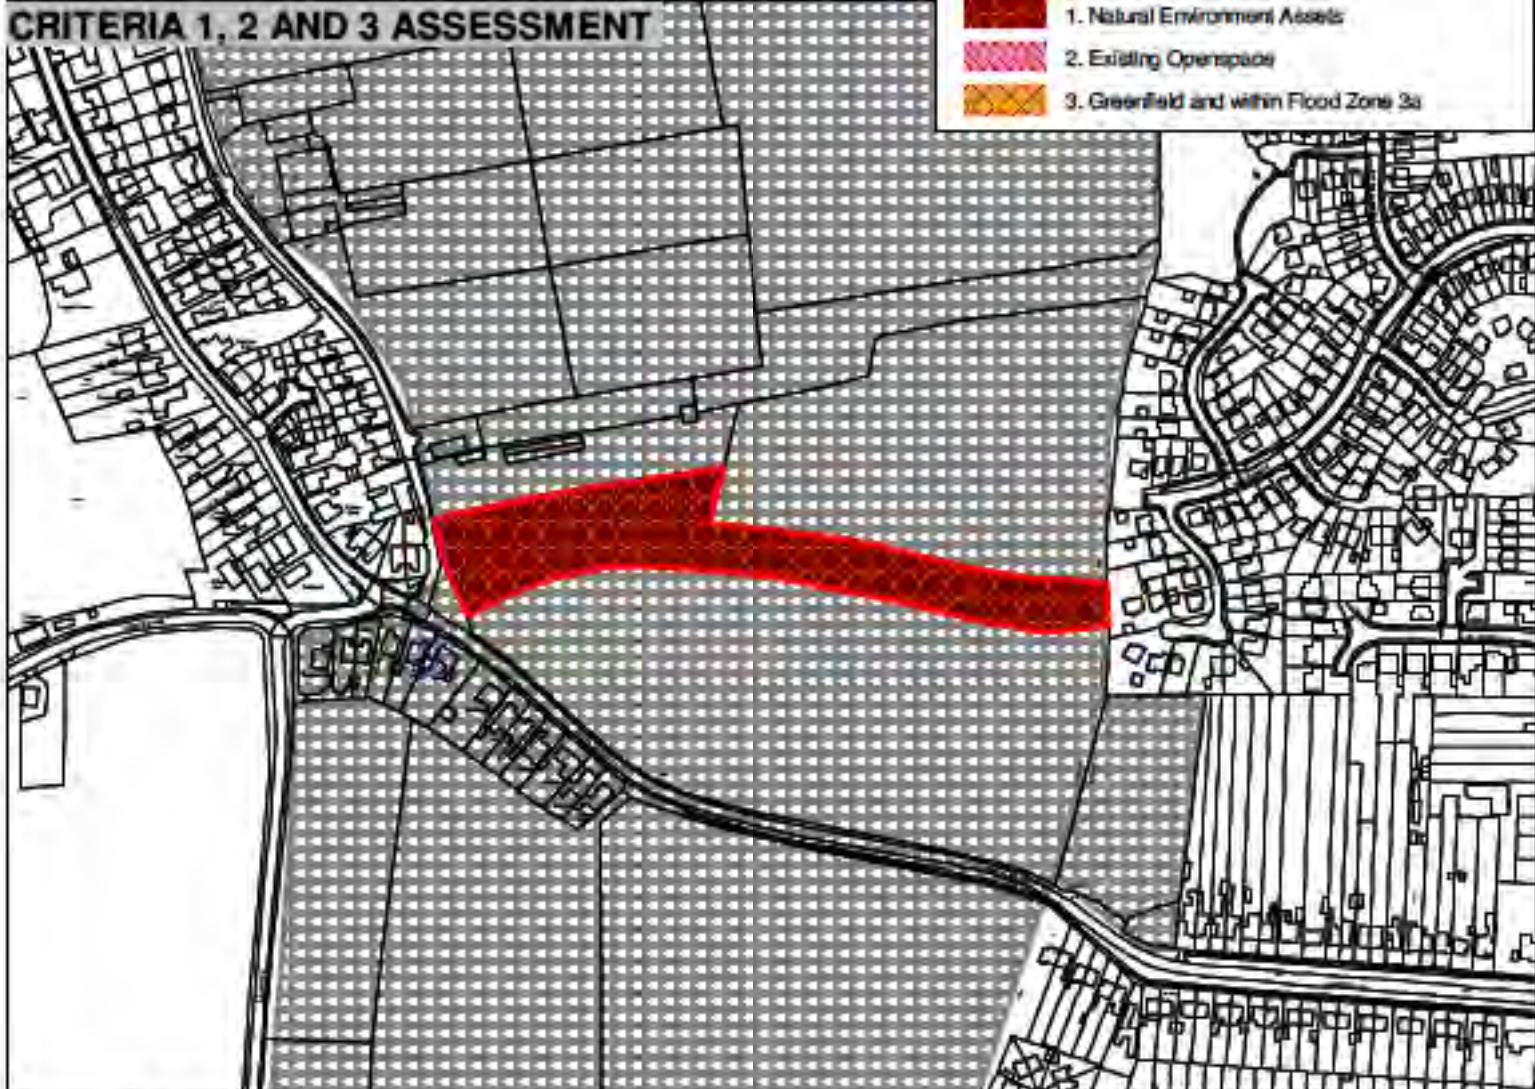 CRITERIA 1, 2 AND 3 ASSESSMENT
1. Natural Environment Assets
2. Existing Openspace
3. Greenfield and within Flood Zone 3a